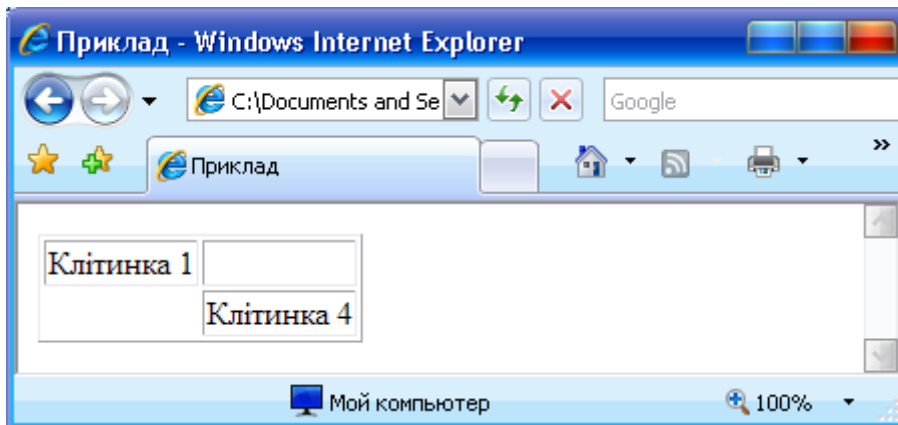 Приклад - Windows Internet Explorer
C:\Documents and Se
Google
Приклад
»
Клітинка 1
Клітинка 4
Мой компьютер
100%